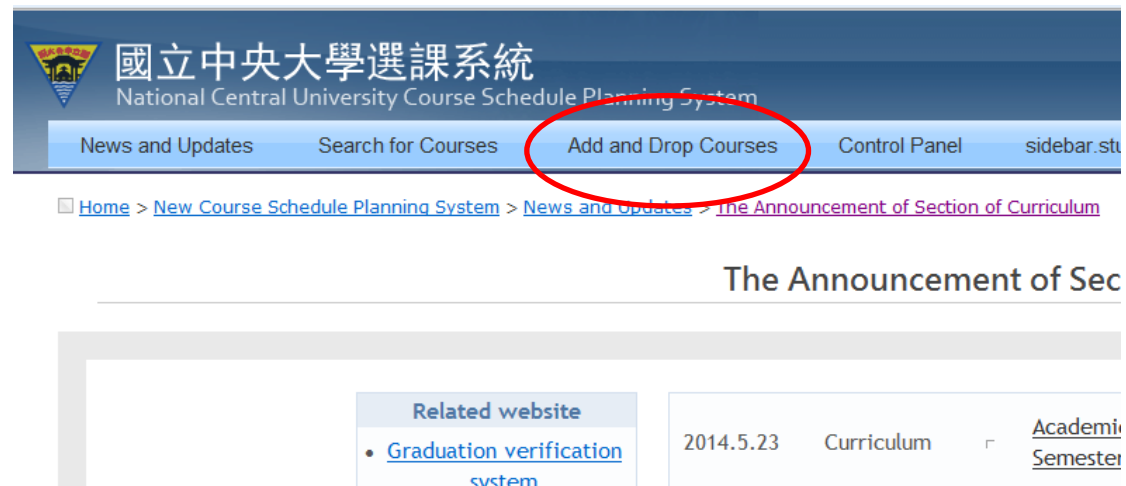 國立中央大學選課系統
National Central University Course Schedule Planning System
News and Updates Search for Courses Add and Drop Courses Control Panel sidebar.stu
Home > New Course Schedule Planning System > News and Updates > The Announcement of Section of Curriculum
The Announcement of Sec
Related website
• Graduation verification
system
2014.5.23 Curriculum Academic
Semester